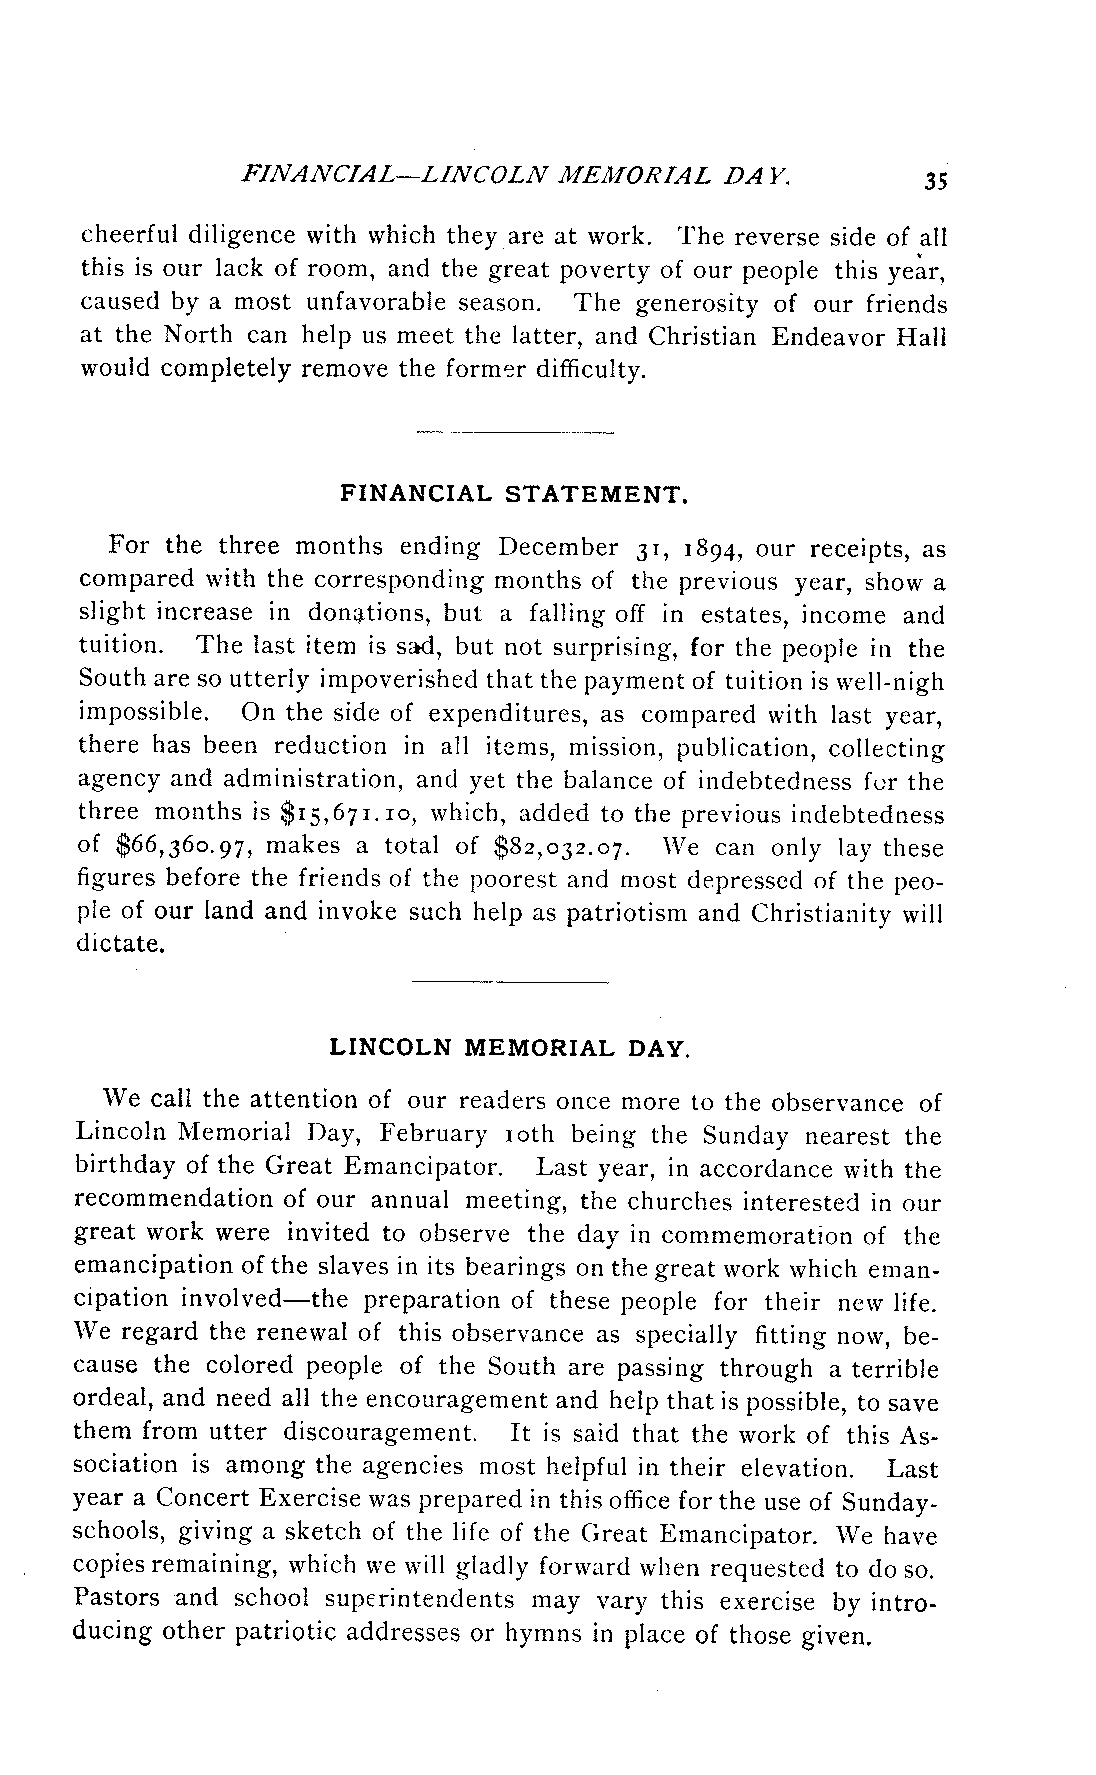 FINANCIAL—LINCOLN MEMORIAL DAY. 35
cheerful diligence with which they are at work. The reverse side of all
this is our lack of room, and the great poverty of our people this year,
caused by a most unfavorable season. The generosity of our friends
at the North can help us meet the latter, and Christian Endeavor Hall
would completely remove the former difficulty.
FINANCIAL STATEMENT.
For the three months ending December 31, 1894, our receipts, as
compared with the corresponding months of the previous year, show a
slight increase in donations, but a falling off in estates, income and
tuition. The last item is sad, but not surprising, for the people in the
South are so utterly impoverished that the payment of tuition is well-nigh
impossible. On the side of expenditures, as compared with last year,
there has been reduction in all items, mission, publication, collecting
agency and administration, and yet the balance of indebtedness for the
three months is $15,671.10, which, added to the previous indebtedness
of $66,360.97, makes a total of $82,032.07. We can only lay these
figures before the friends of the poorest and most depressed of the peo-
ple of our land and invoke such help as patriotism and Christianity will
dictate.
LINCOLN MEMORIAL DAY.
We call the attention of our readers once more to the observance of
Lincoln Memorial Day, February 10th being the Sunday nearest the
birthday of the Great Emancipator. Last year, in accordance with the
recommendation of our annual meeting, the churches interested in our
great work were invited to observe the day in commemoration of the
emancipation of the slaves in its bearings on the great work which eman-
cipation involved—the preparation of these people for their new life.
We regard the renewal of this observance as specially fitting now, be-
cause the colored people of the South are passing through a terrible
ordeal, and need all the encouragement and help that is possible, to save
them from utter discouragement. It is said that the work of this As-
sociation is among the agencies most helpful in their elevation. Last
year a Concert Exercise was prepared in this office for the use of Sunday-
schools, giving a sketch of the life of the Great Emancipator. We have
copies remaining, which we will gladly forward when requested to do so.
Pastors and school superintendents may vary this exercise by intro-
ducing other patriotic addresses or hymns in place of those given.